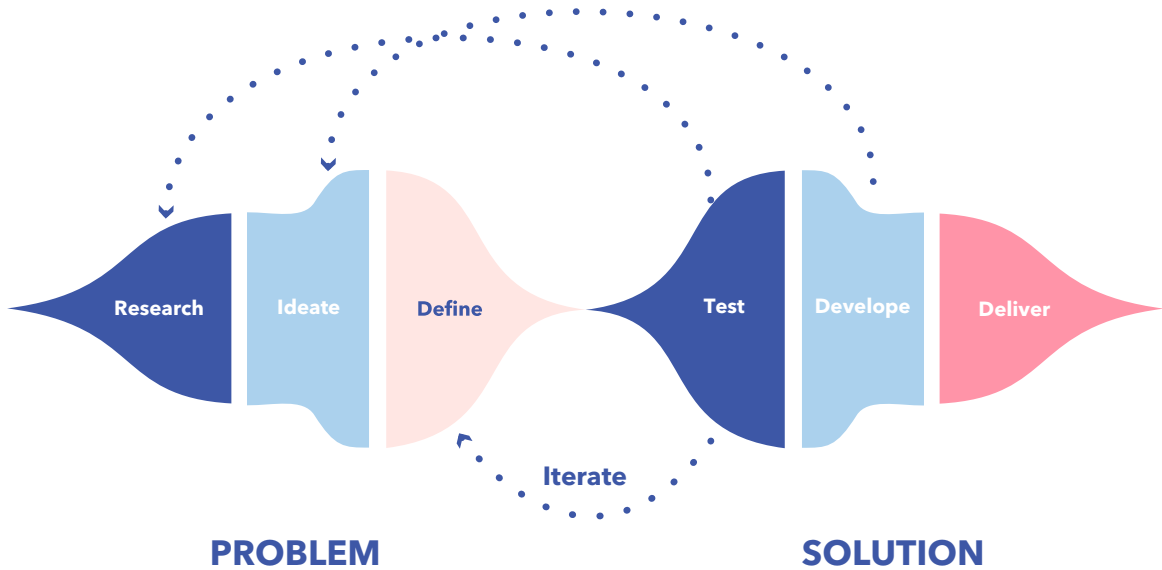 Research
Ideate
Define
Test
Develope
Deliver
Iterate
PROBLEM
SOLUTION